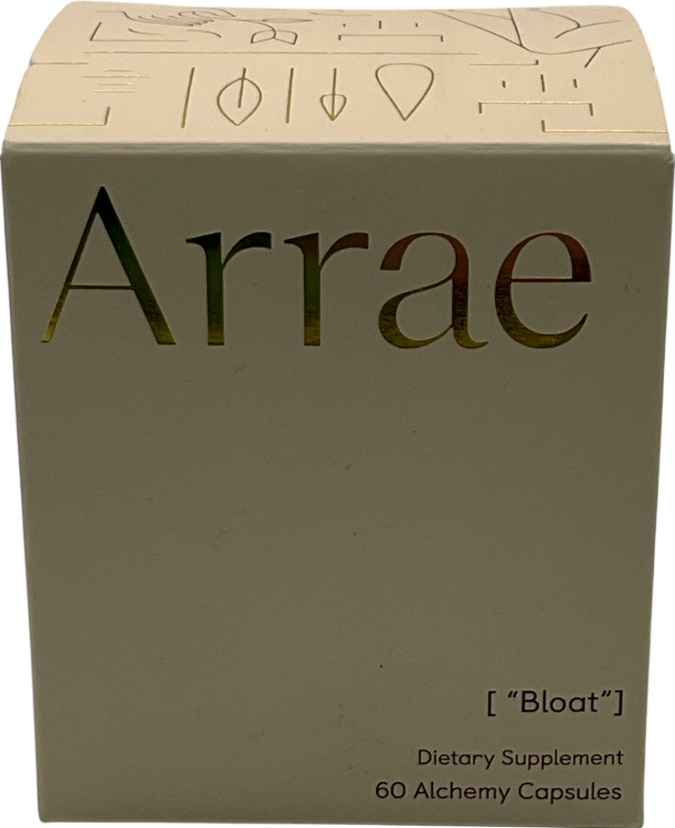 Arrae
[ “Bloat”]
Dietary Supplement
60 Alchemy Capsules